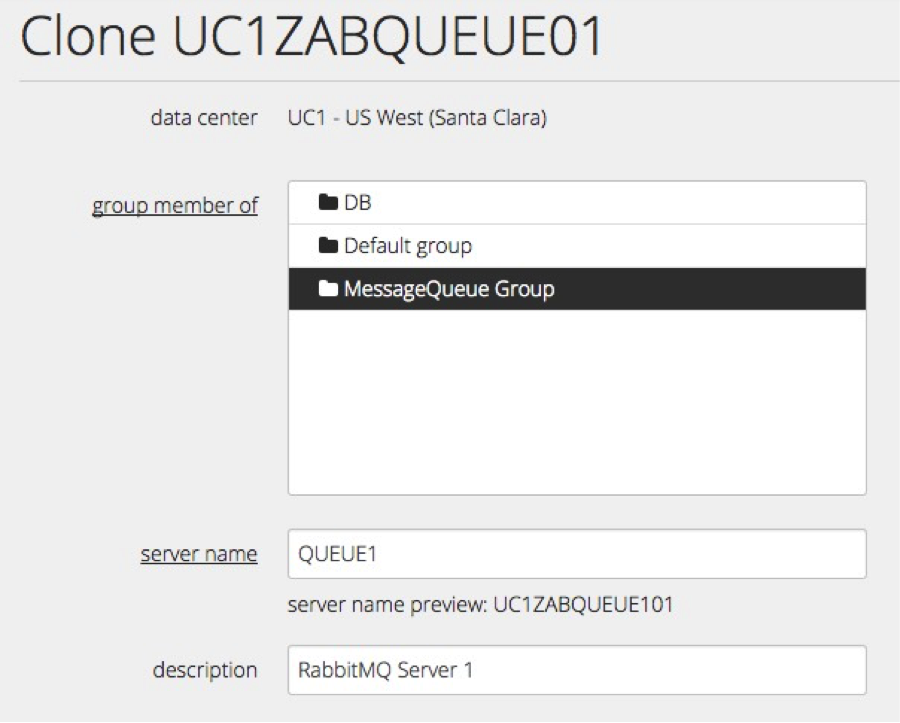 Clone UC1ZABQUEUE01
data center UC1 - US West (Santa Clara)
group member of
DB
Default group
MessageQueue Group
server name QUEUE1
server name preview: UC1ZABQUEUE101
description RabbitMQ Server 1